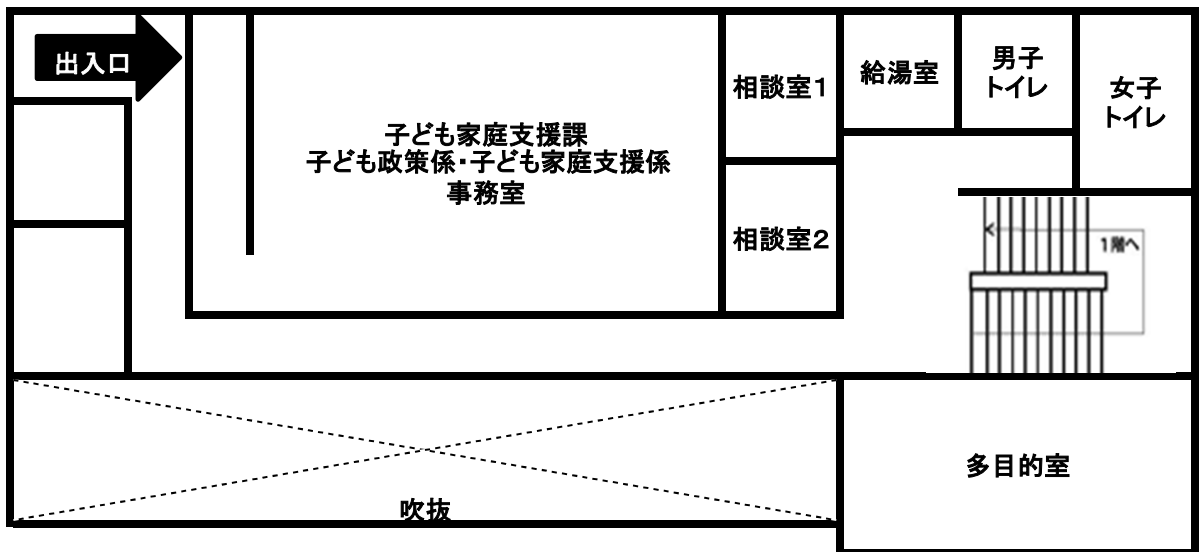 出入口
子ども家庭支援課
子ども政策係・子ども家庭支援係
事務室
相談室1
相談室2
給湯室
男子
トイレ
女子
トイレ
1階へ
多目的室
吹抜